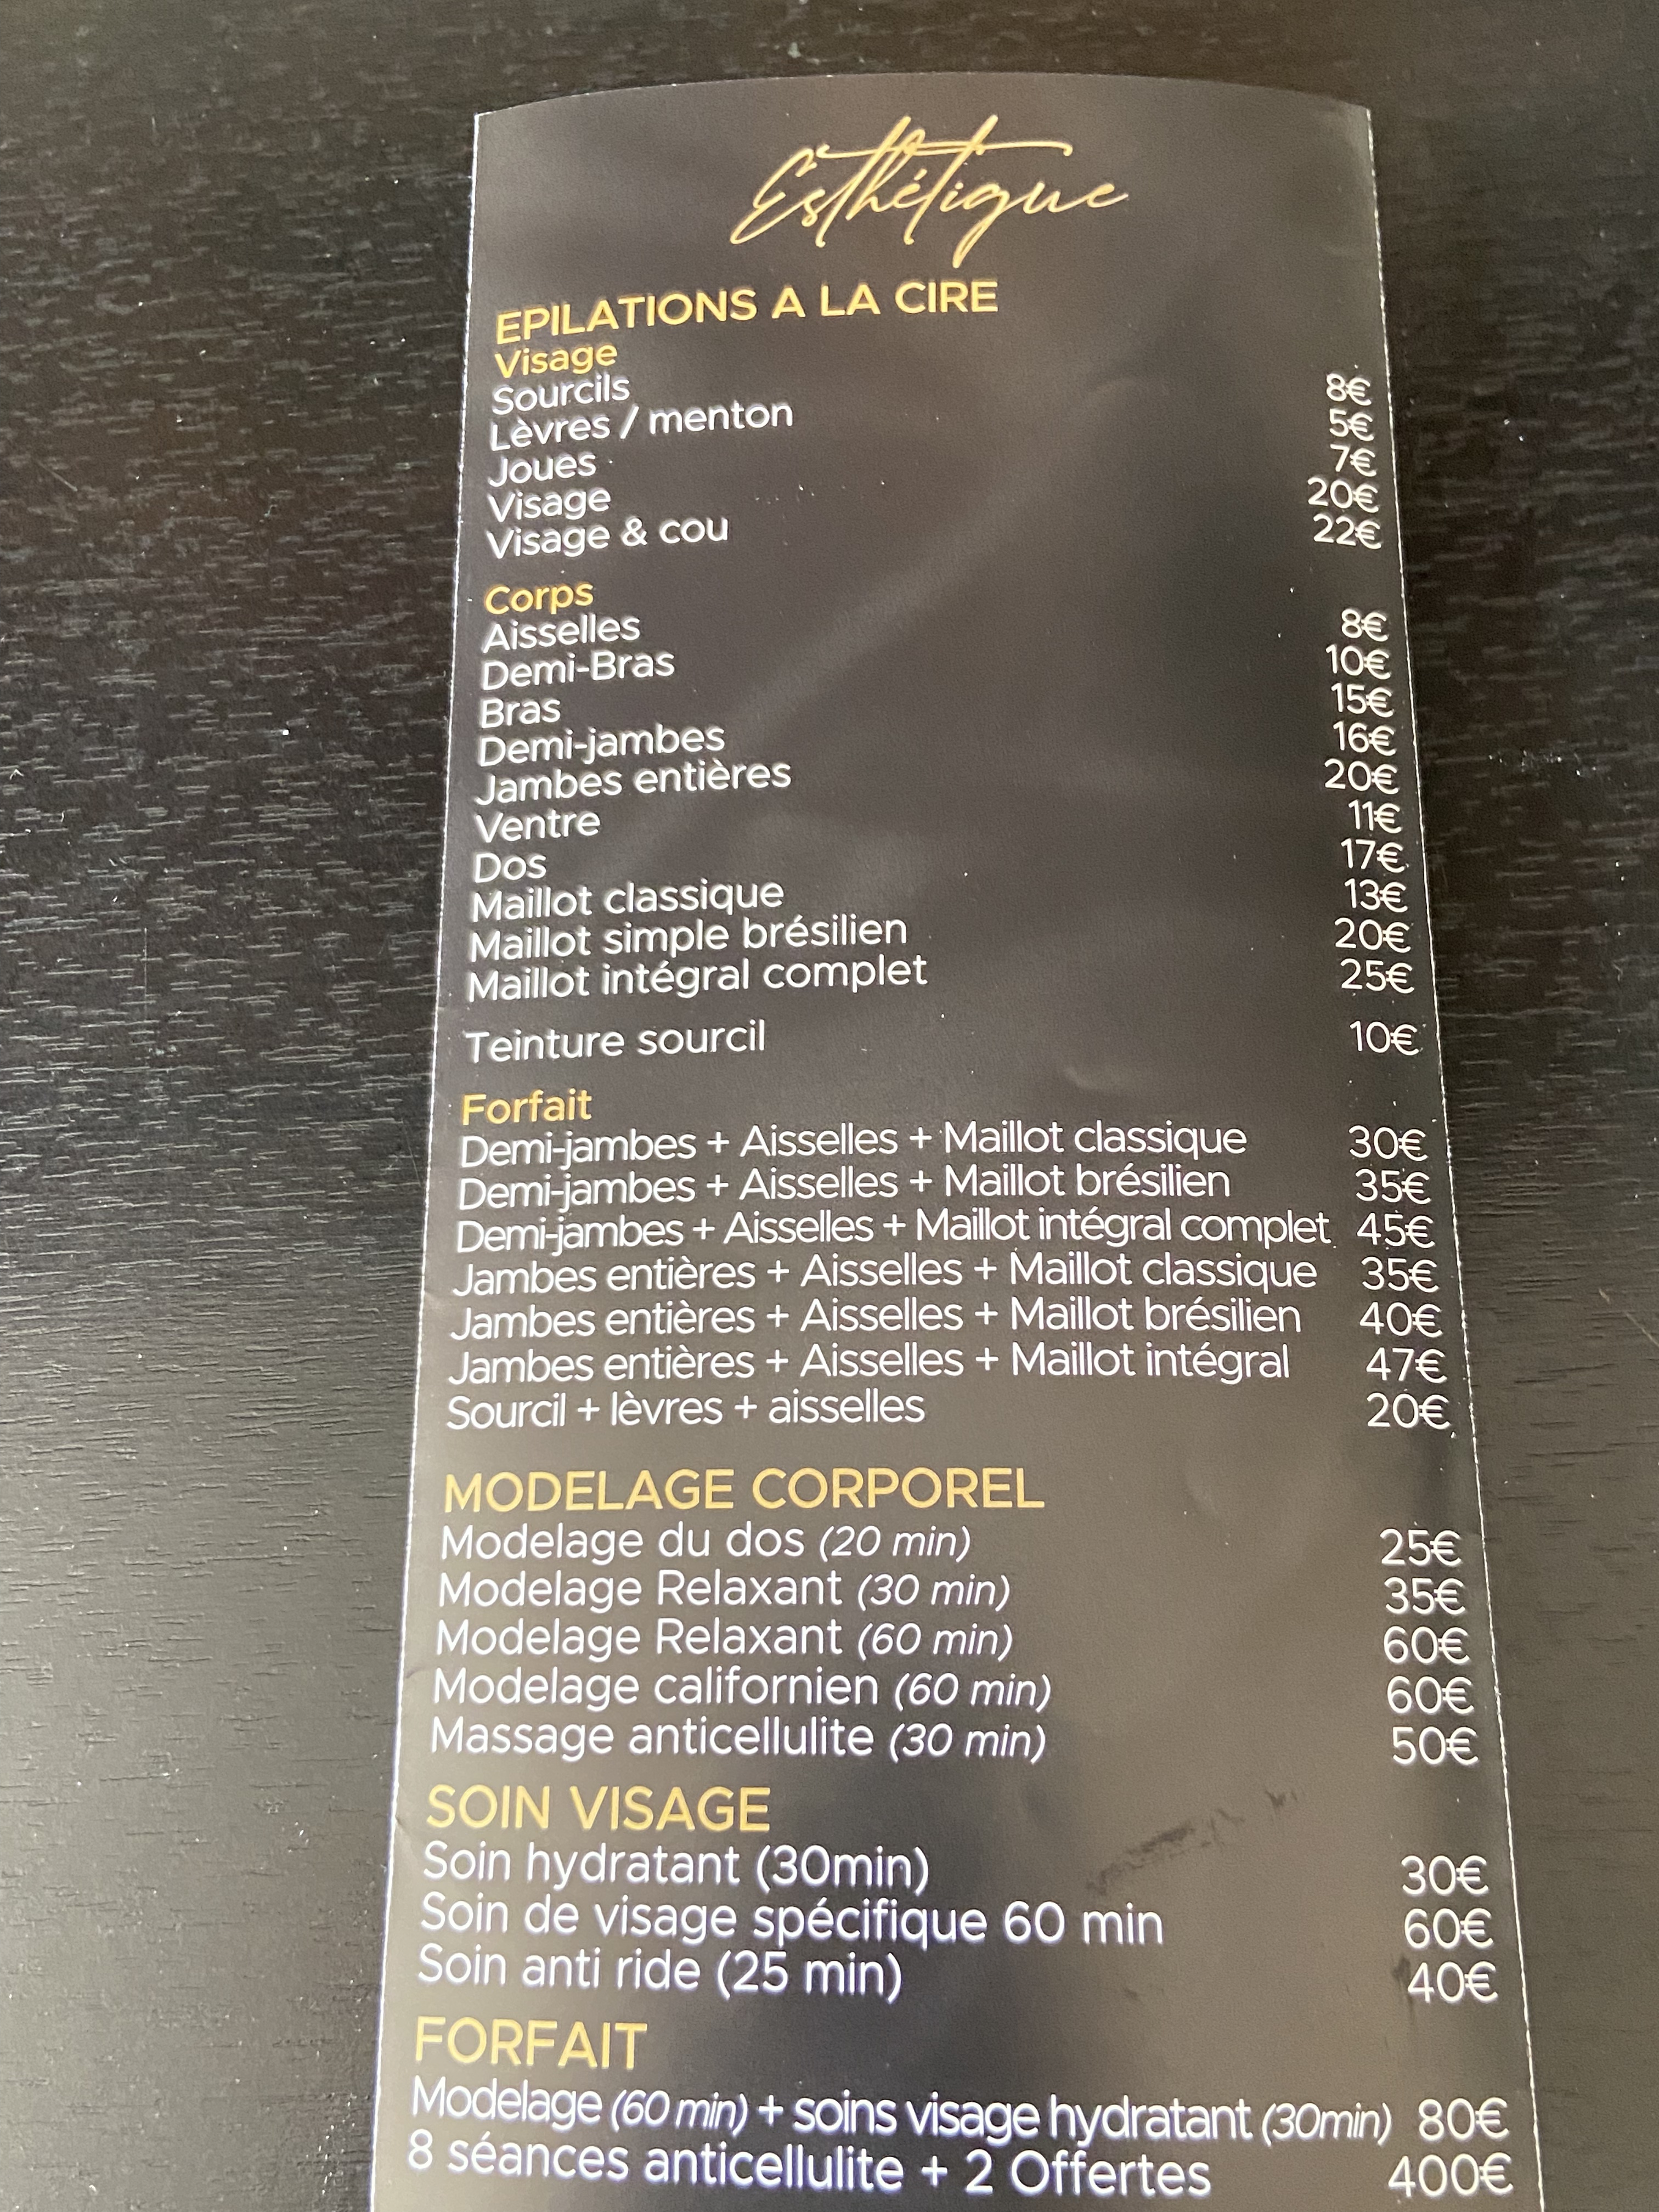 Esthétique
EPILATIONS A LA CIRE
Visage
Sourcils 8€
Lèvres / menton 5€
Joues 7€
Visage 20€
Visage & cou 22€
Corps
Aisselles 8€
Demi-Bras 10€
Bras 15€
Demi-jambes 16€
Jambes entières 20€
Ventre 11€
Dos 17€
Maillot classique 13€
Maillot simple brésilien 20€
Maillot intégral complet 25€
Teinture sourcil 10€
Forfait
Demi-jambes + Aisselles + Maillot classique 30€
Demi-jambes + Aisselles + Maillot brésilien 35€
Demi-jambes + Aisselles + Maillot intégral complet 45€
Jambes entières + Aisselles + Maillot classique 35€
Jambes entières + Aisselles + Maillot brésilien 40€
Jambes entières + Aisselles + Maillot intégral 47€
Sourcil + lèvres + aisselles 20€
MODELAGE CORPOREL
Modelage du dos (20 min) 25€
Modelage Relaxant (30 min) 35€
Modelage Relaxant (60 min) 60€
Modelage californien (60 min) 60€
Massage anticellulite (30 min) 50€
SOIN VISAGE
Soin hydratant (30min) 30€
Soin de visage spécifique 60 min 60€
Soin anti ride (25 min) 40€
FORFAIT
Modelage (60 min) + soins visage hydratant (30min) 80€
8 séances anticellulite + 2 Offertes 400€